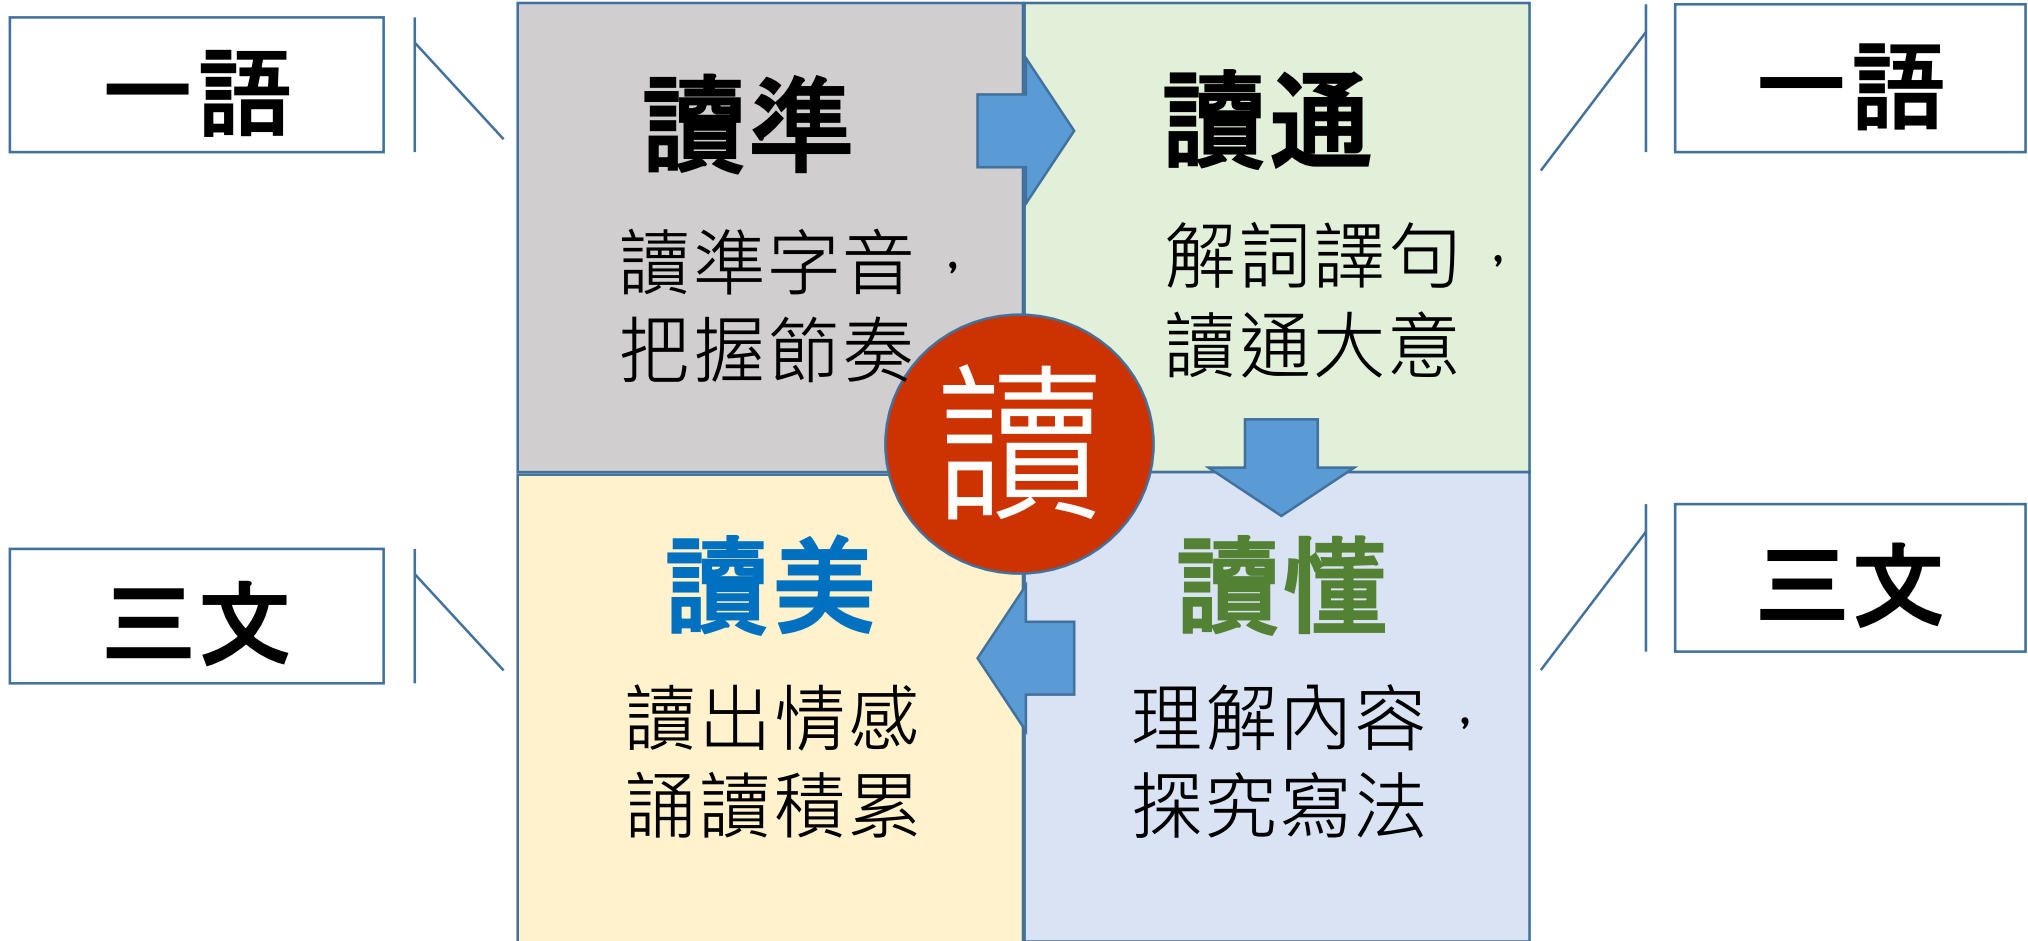 一語
讀準
讀準字音，
把握節奏
讀通
解詞譯句，
讀通大意
一語
讀
三文
讀美
讀出情感
誦讀積累
讀懂
理解內容，
探究寫法
三文